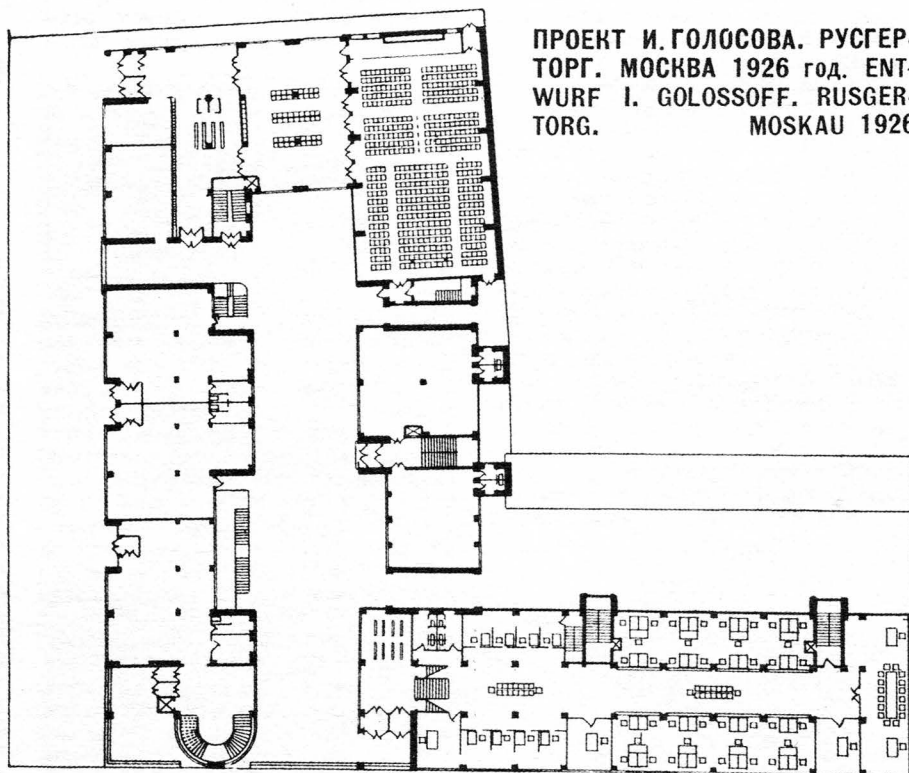 ПРОЕКТ И. ГОЛОСОВА. РУСГЕР-
ТОРГ. МОСКВА 1926 год. ENT-
WURF I. GOLOSSOFF. RUSGER-
TORG. MOSKAU 1926